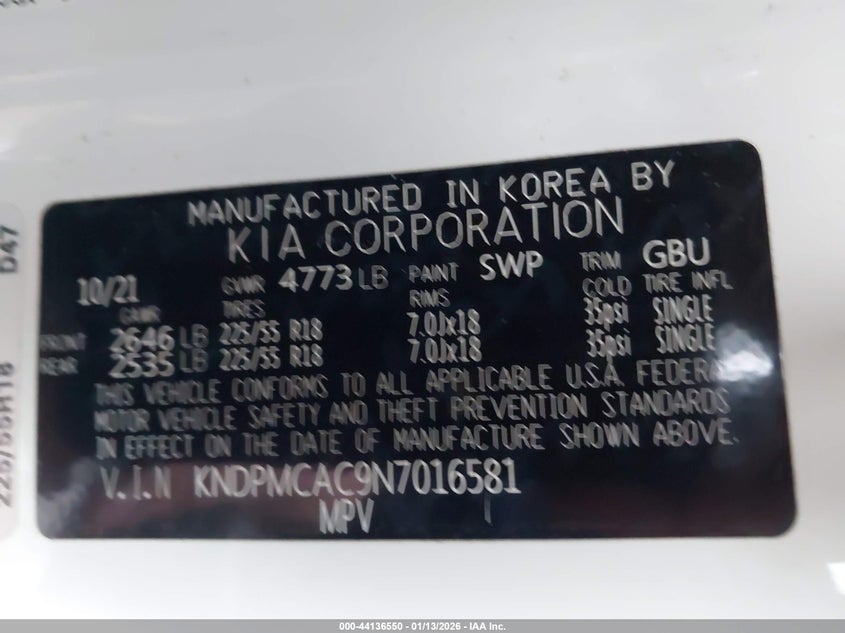 MANUFACTURED IN KOREA BY
KIA CORPORATION
10/21 GVWR 4773 LB PAINT SWP TRIM GBU
GAWR TIRES RIMS COLD TIRE INFL
FRONT 2646 LB 225/55 R18 7.0Jx18 35psi SINGLE
REAR 2535 LB 225/55 R18 7.0Jx18 35psi SINGLE
THIS VEHICLE CONFORMS TO ALL APPLICABLE U.S.A. FEDERAL
MOTOR VEHICLE SAFETY AND THEFT PREVENTION STANDARDS
IN EFFECT ON THE DATE OF MANUFACTURE SHOWN ABOVE.
V.I.N KNDPMCAC9N7016581
MPV
D47
225/55R18
000-44136550 — 01/13/2026 — IAA Inc.